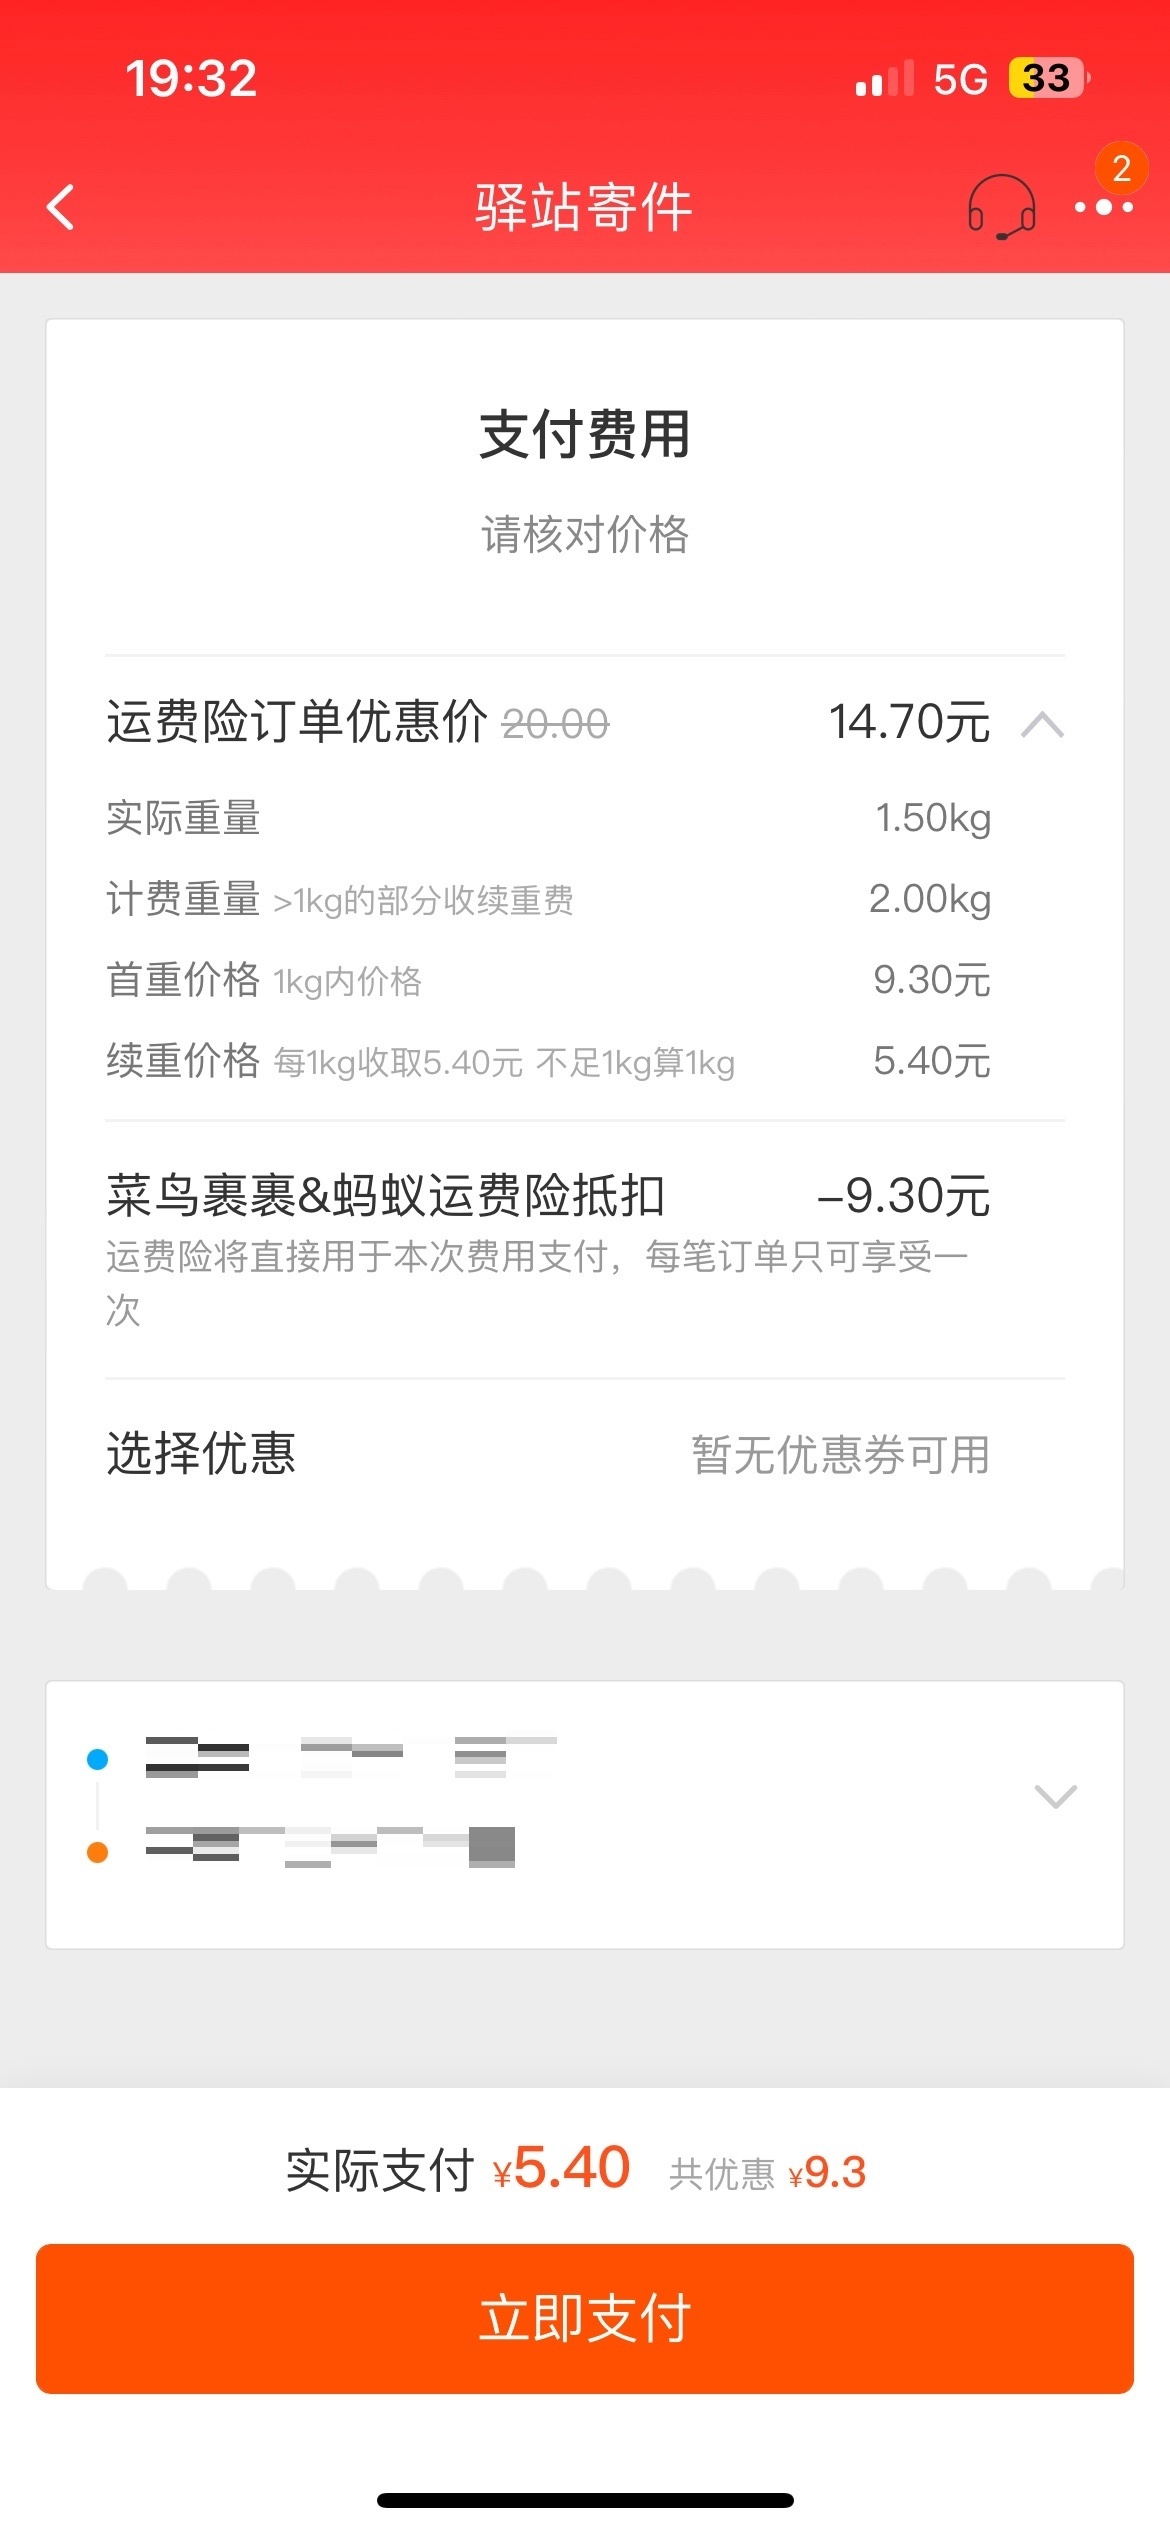 19:32
5G
33
2
驿站寄件
支付费用
请核对价格
运费险订单优惠价 20.00 14.70元
实际重量 1.50kg
计费重量 >1kg的部分收续重费 2.00kg
首重价格 1kg内价格 9.30元
续重价格 每1kg收取5.40元 不足1kg算1kg 5.40元
菜鸟裹裹&蚂蚁运费险抵扣 –9.30元
运费险将直接用于本次费用支付，每笔订单只可享受一
次
选择优惠 暂无优惠券可用
实际支付 ¥5.40 共优惠 ¥9.3
立即支付